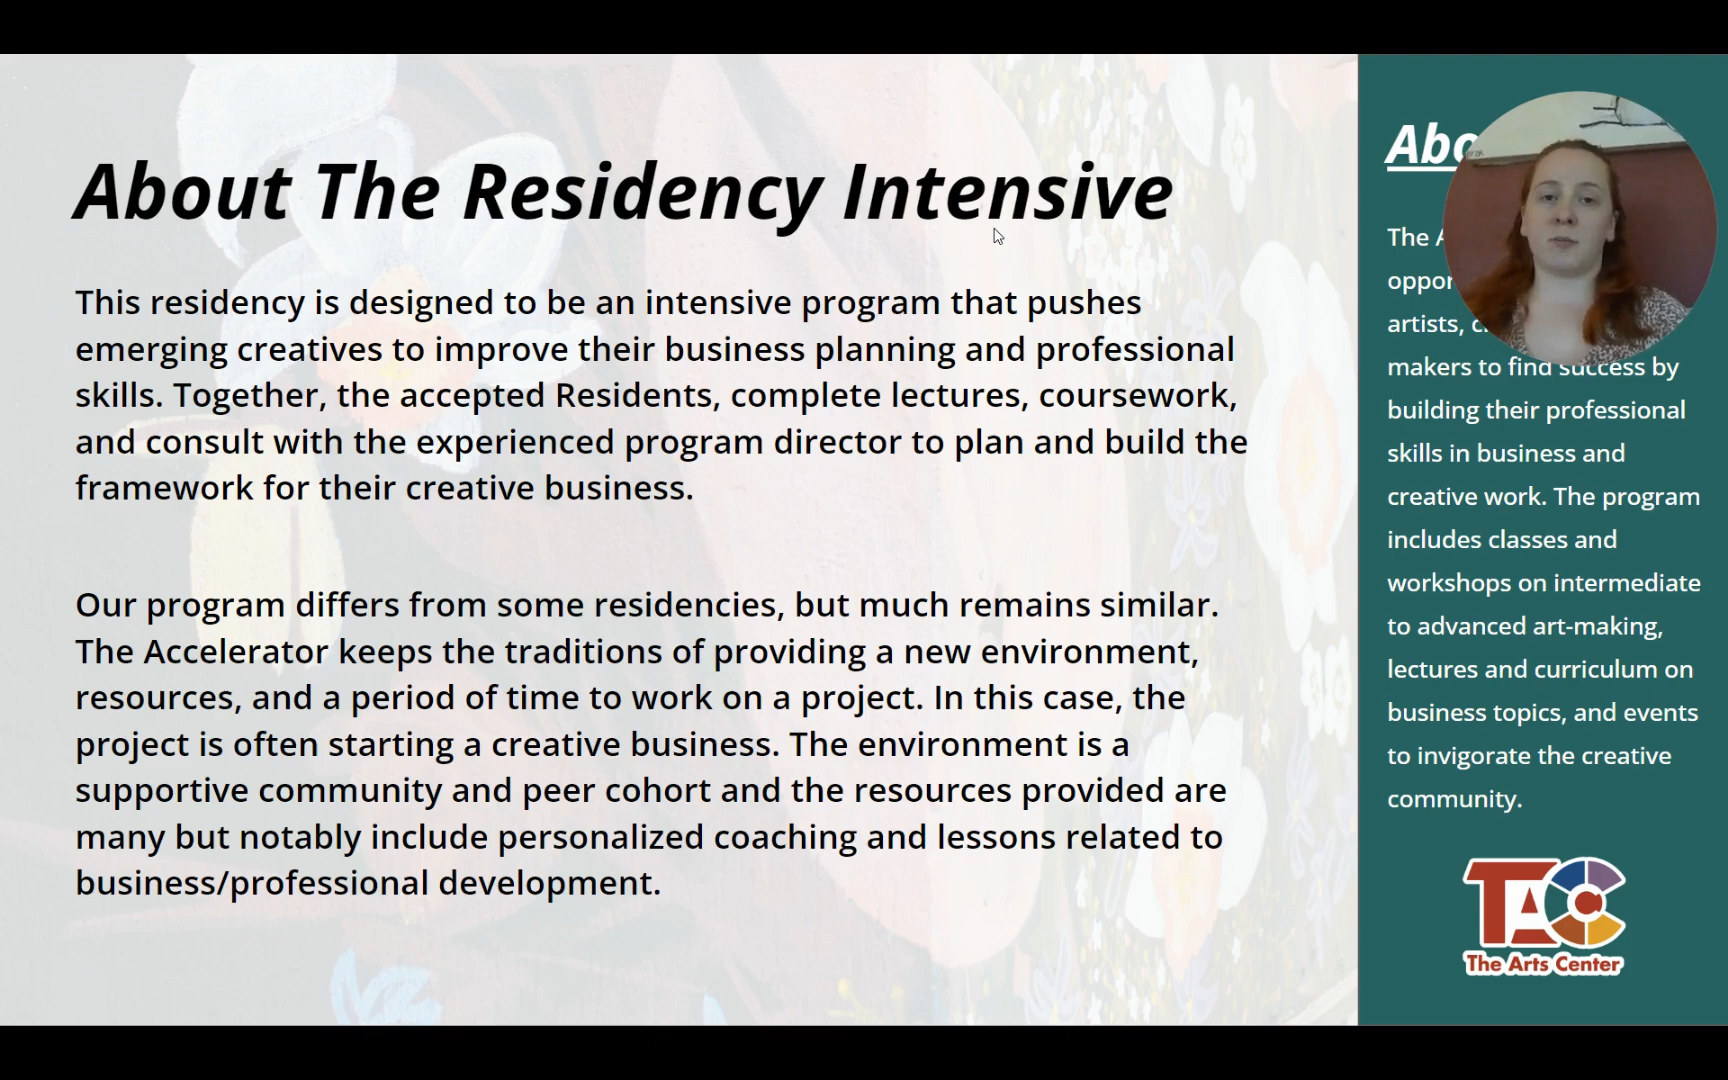 About The Residency Intensive
This residency is designed to be an intensive program that pushes
emerging creatives to improve their business planning and professional
skills. Together, the accepted Residents, complete lectures, coursework,
and consult with the experienced program director to plan and build the
framework for their creative business.
Our program differs from some residencies, but much remains similar.
The Accelerator keeps the traditions of providing a new environment,
resources, and a period of time to work on a project. In this case, the
project is often starting a creative business. The environment is a
supportive community and peer cohort and the resources provided are
many but notably include personalized coaching and lessons related to
business/professional development.
The
artists,
makers to find success by
building their professional
skills in business and
creative work. The program
includes classes and
workshops on intermediate
to advanced art-making,
lectures and curriculum on
business topics, and events
to invigorate the creative
community.
TAC
The Arts Center